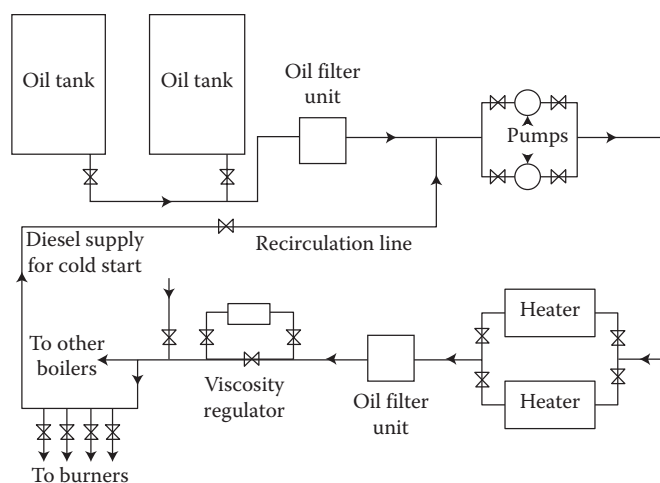 Oil tank
Oil tank
Oil filter
unit
Pumps
Diesel supply
for cold start
Recirculation line
Heater
To other
boilers
Viscosity
regulator
Oil filter
unit
Heater
To burners